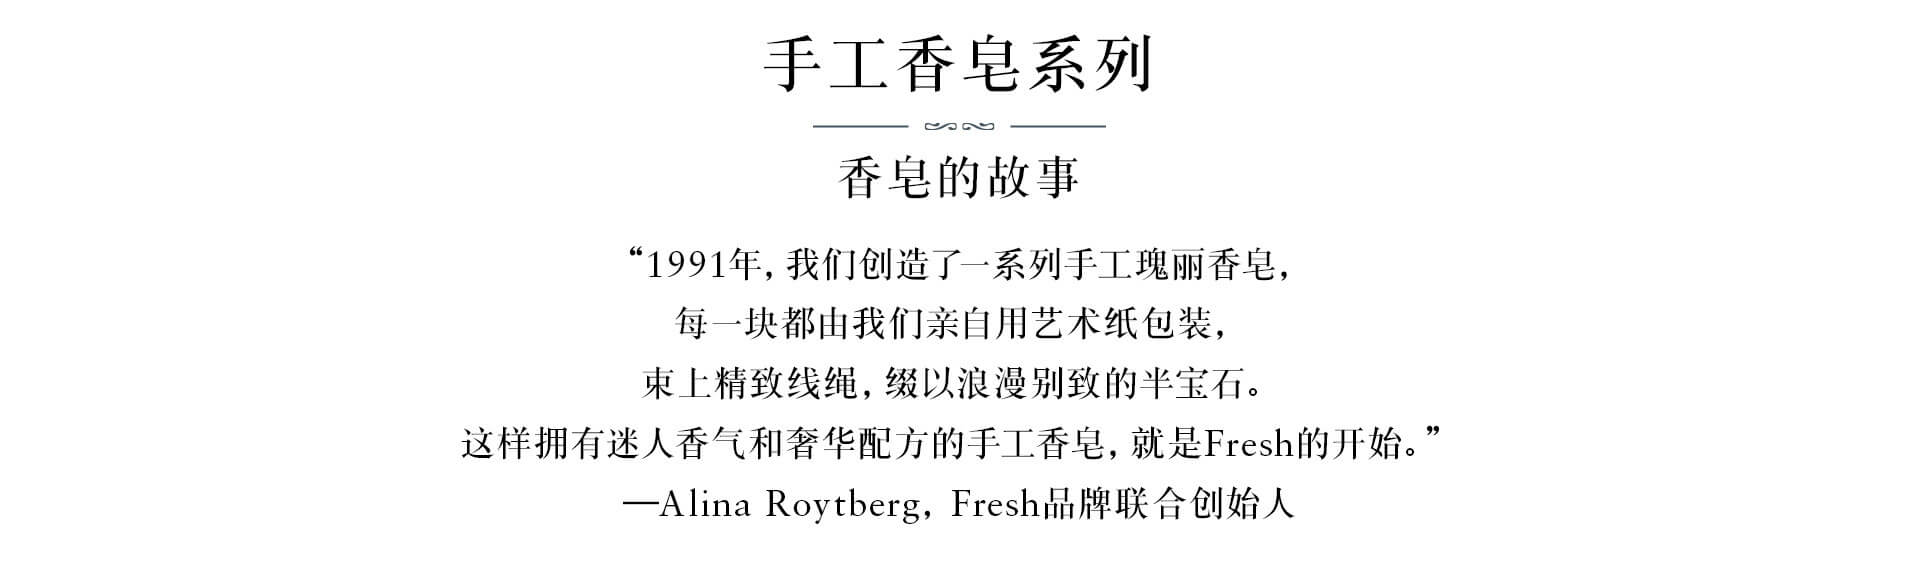 手工香皂系列
香皂的故事
“1991年，我们创造了一系列手工瑰丽香皂，
每一块都由我们亲自用艺术纸包装，
束上精致线绳，缀以浪漫别致的半宝石。
这样拥有迷人香气和奢华配方的手工香皂，就是Fresh的开始。”
—Alina Roytberg，Fresh品牌联合创始人